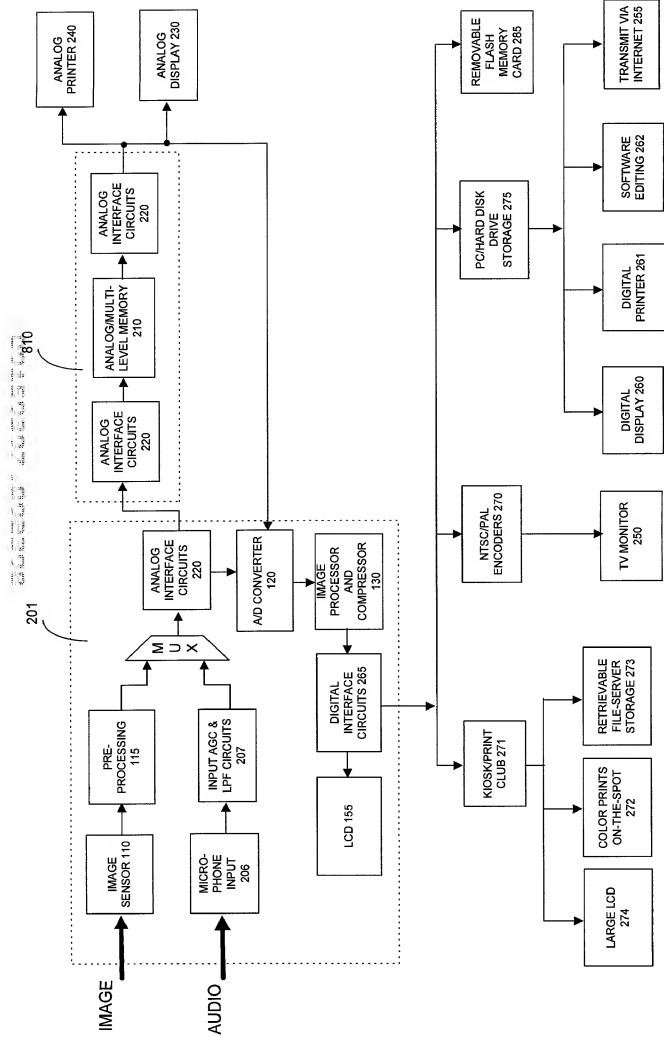 ANALOG
PRINTER 240
ANALOG
DISPLAY 230
810
ANALOG
INTERFACE
CIRCUITS
220
ANALOG/MULTI-
LEVEL MEMORY
210
ANALOG
INTERFACE
CIRCUITS
220
201
IMAGE
IMAGE
SENSOR 110
PRE-
PROCESSING
115
MUX
ANALOG
INTERFACE
CIRCUITS
220
AUDIO
MICRO-
PHONE
INPUT
206
INPUT AGC &
LPF CIRCUITS
207
A/D CONVERTER
120
IMAGE
PROCESSOR
AND
COMPRESSOR
130
DIGITAL
INTERFACE
CIRCUITS 265
LCD 155
KIOSK/PRINT
CLUB 271
NTSC/PAL
ENCODERS 270
PC/HARD DISK
DRIVE
STORAGE 275
REMOVABLE
FLASH
MEMORY
CARD 285
LARGE LCD
274
COLOR PRINTS
ON-THE-SPOT
272
RETRIEVABLE
FILE-SERVER
STORAGE 273
TV MONITOR
250
DIGITAL
DISPLAY 260
DIGITAL
PRINTER 261
SOFTWARE
EDITING 262
TRANSMIT VIA
INTERNET 255